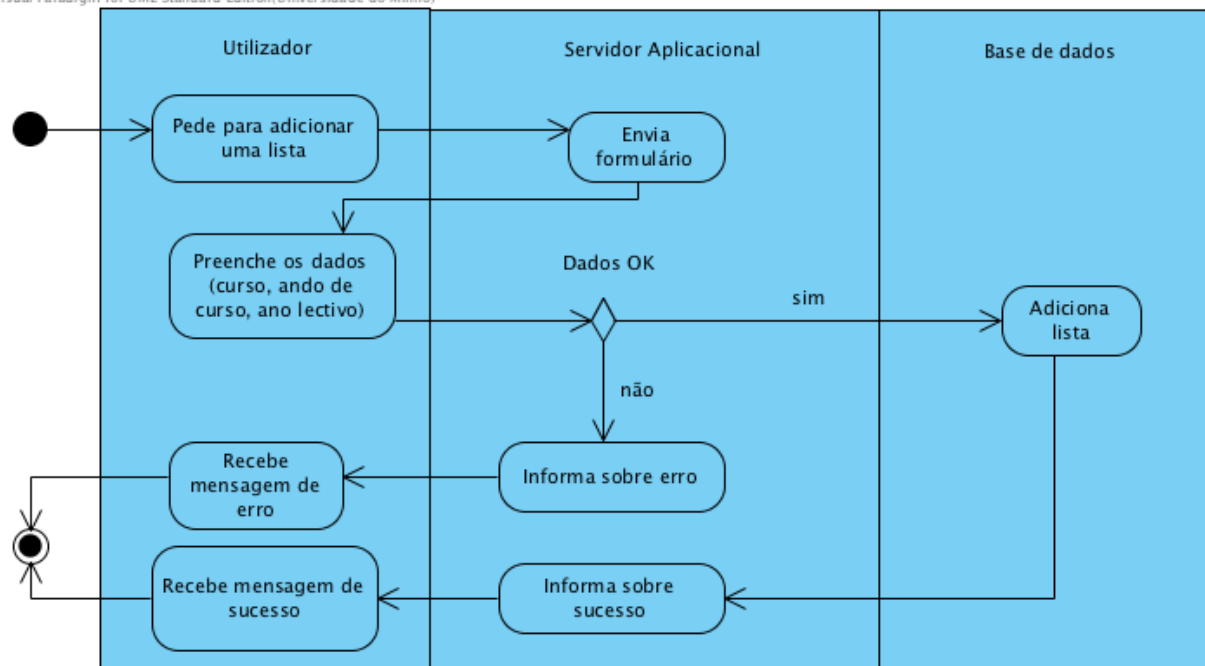 Utilizador
Servidor Aplicacional
Base de dados
Pede para adicionar
uma lista
Envia
formulário
Preenche os dados
(curso, ando de
curso, ano lectivo)
Dados OK
sim
Adiciona
lista
não
Recebe
mensagem de
erro
Informa sobre erro
Recebe mensagem de
sucesso
Informa sobre
sucesso